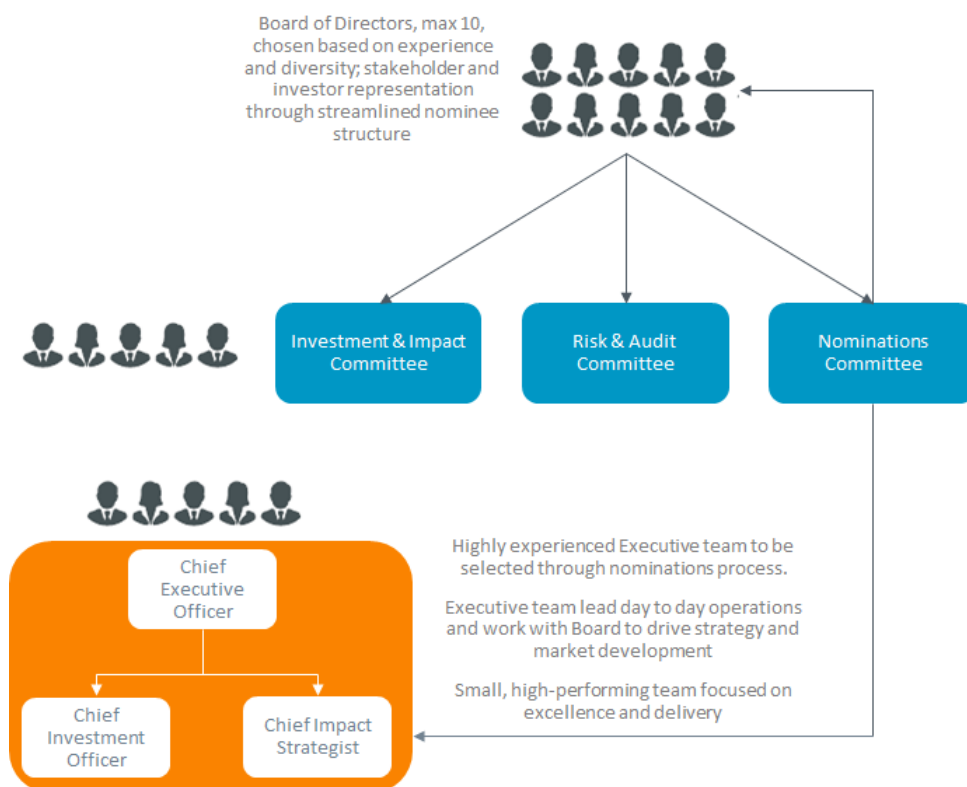 Board of Directors, max 10,
chosen based on experience
and diversity; stakeholder and
investor representation
through streamlined nominee
structure
Investment & Impact
Committee
Risk & Audit
Committee
Nominations
Committee
Chief
Executive
Officer
Chief
Investment
Officer
Chief Impact
Strategist
Highly experienced Executive team to be
selected through nominations process.
Executive team lead day to day operations
and work with Board to drive strategy and
market development
Small, high-performing team focused on
excellence and delivery